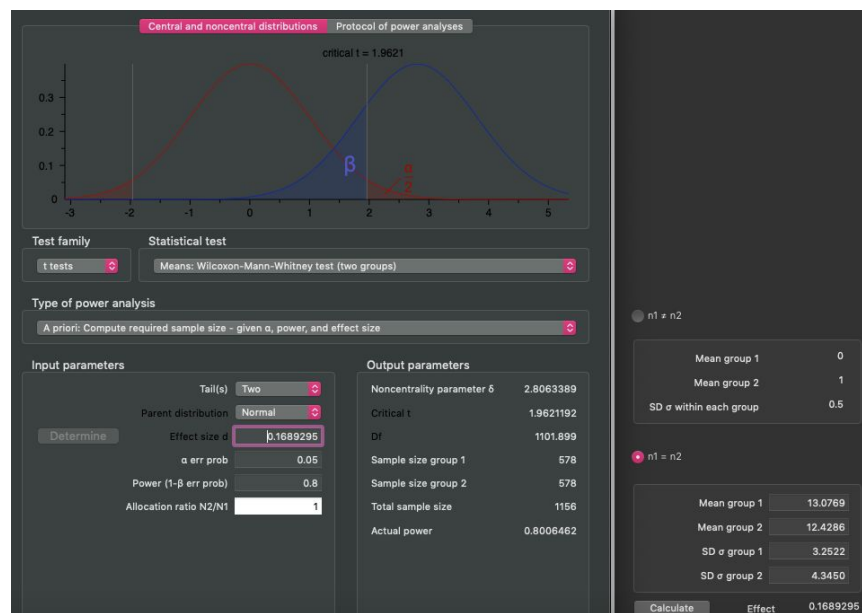 Central and noncentral distributions Protocol of power analyses
critical t = 1.9621
0.3
0.2
β
0.1
α
2
0
-3 -2 -1 0 1 2 3 4 5
Test family Statistical test
t tests Means: Wilcoxon-Mann-Whitney test (two groups)
Type of power analysis
A priori: Compute required sample size - given α, power, and effect size
Input parameters Output parameters
Tail(s) Two Noncentrality parameter δ 2.8063389
Parent distribution Normal Critical t 1.9621192
Determine Effect size d 0.1689295 Df 1101.899
α err prob 0.05 Sample size group 1 578
Power (1-β err prob) 0.8 Sample size group 2 578
Allocation ratio N2/N1 1 Total sample size 1156
Actual power 0.8006462
n1 ≠ n2
Mean group 1 0
Mean group 2 1
SD σ within each group 0.5
n1 = n2
Mean group 1 13.0769
Mean group 2 12.4286
SD σ group 1 3.2522
SD σ group 2 4.3450
Calculate Effect 0.1689295